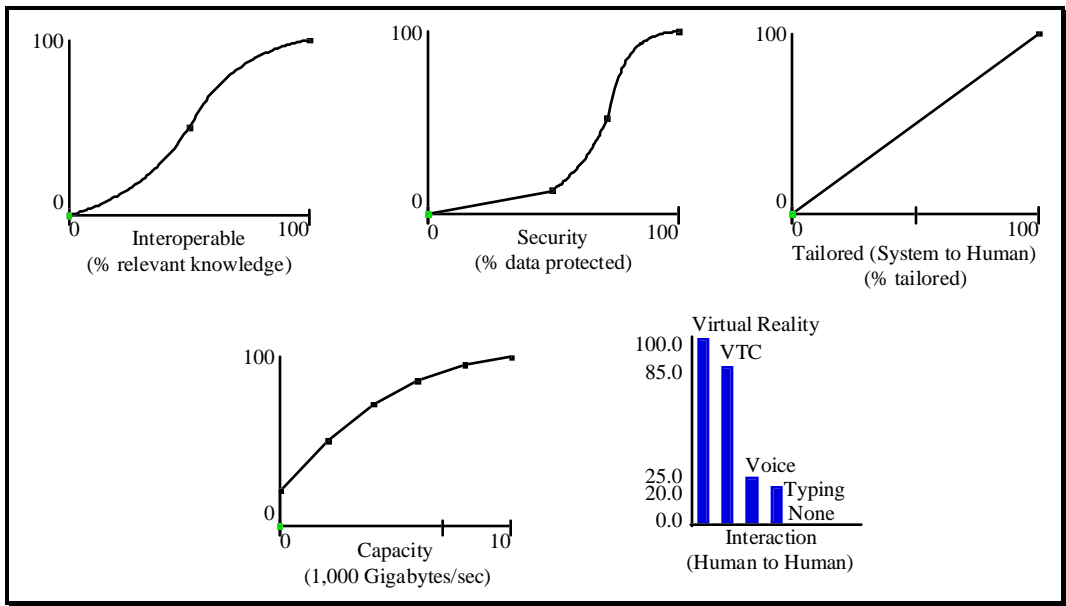 100
0
0
100
Interoperable
(% relevant knowledge)
100
0
0
100
Security
(% data protected)
100
0
0
100
Tailored (System to Human)
(% tailored)
100
0
0
10
Capacity
(1,000 Gigabytes/sec)
Virtual Reality
100.0
VTC
85.0
Voice
25.0
20.0
Typing
None
0.0
Interaction
(Human to Human)